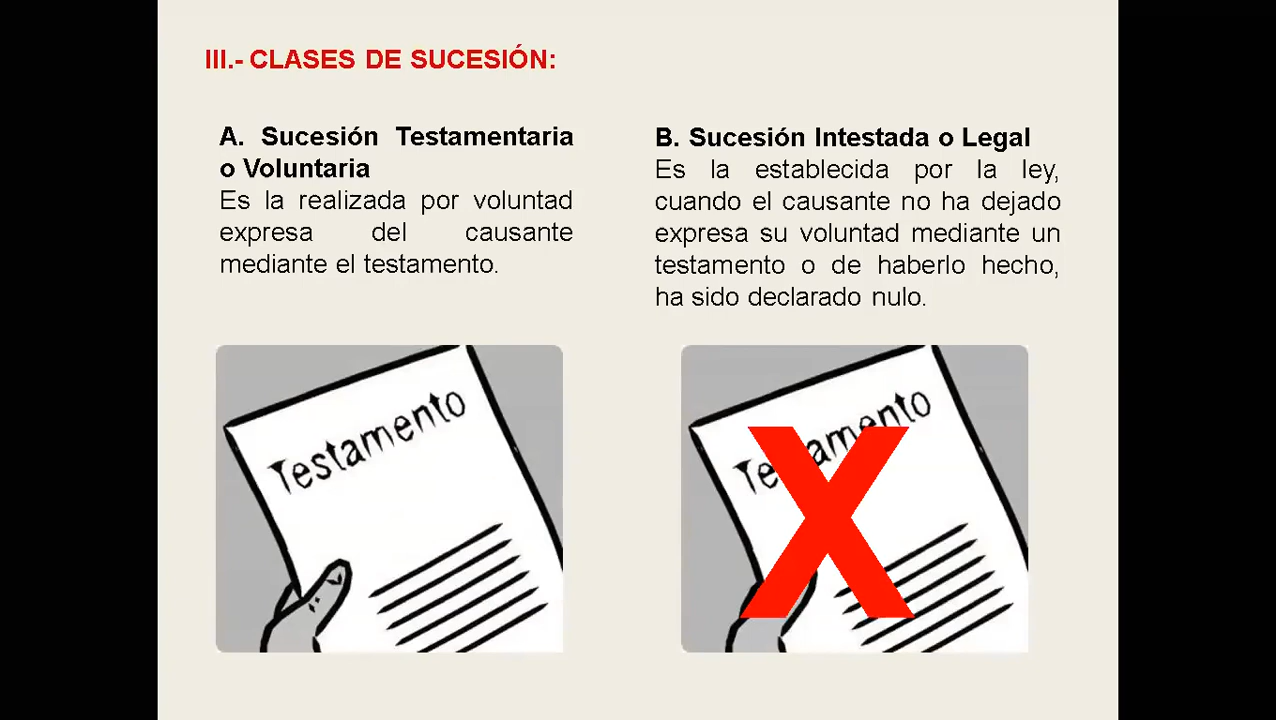 III.- CLASES DE SUCESIÓN:
A. Sucesión Testamentaria
o Voluntaria
Es la realizada por voluntad
expresa del causante
mediante el testamento.
B. Sucesión Intestada o Legal
Es la establecida por la ley,
cuando el causante no ha dejado
expresa su voluntad mediante un
testamento o de haberlo hecho,
ha sido declarado nulo.
Testamento
Testamento
X